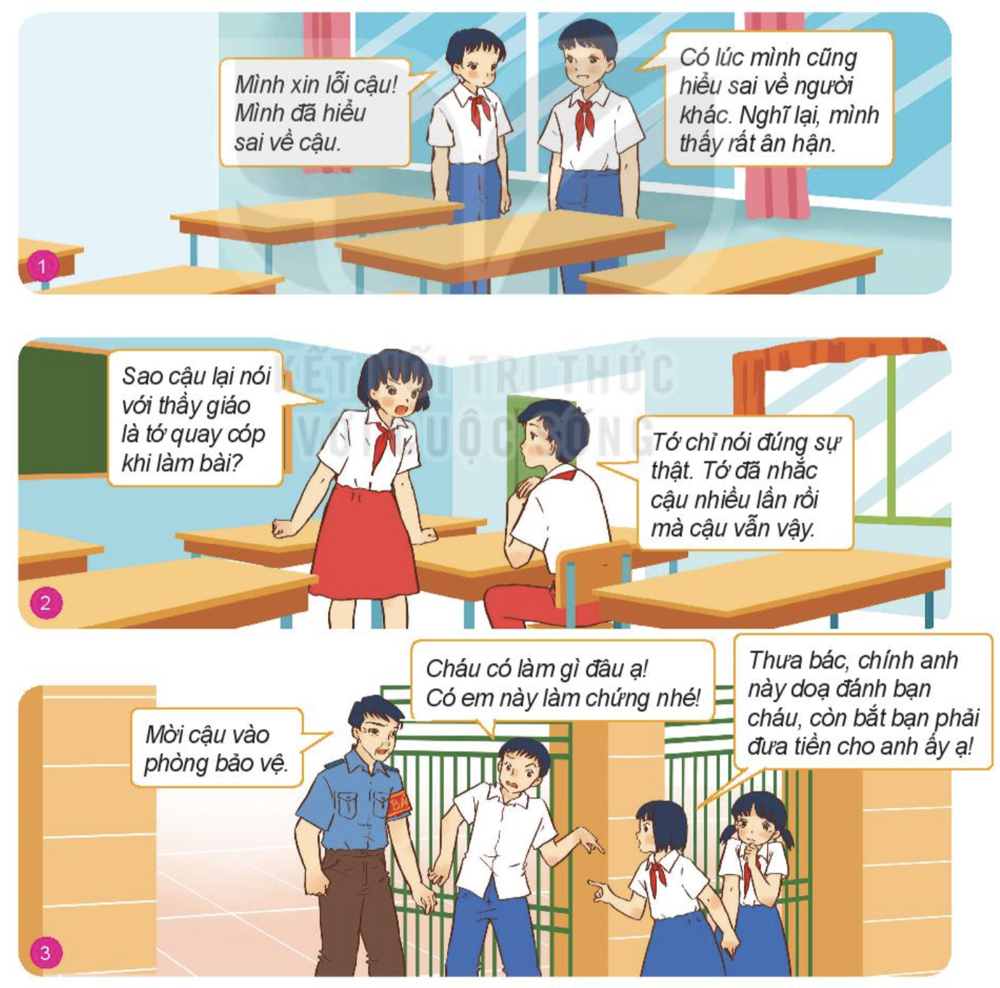 Mình xin lỗi cậu!
Mình đã hiểu
sai về cậu.
Có lúc mình cũng
hiểu sai về người
khác. Nghĩ lại, mình
thấy rất ân hận.
1
KẾT NỐI TRI THỨC
VỚI CUỘC SỐNG
Sao cậu lại nói
với thầy giáo
là tớ quay cóp
khi làm bài?
Tớ chỉ nói đúng sự
thật. Tớ đã nhắc
cậu nhiều lần rồi
mà cậu vẫn vậy.
2
Mời cậu vào
phòng bảo vệ.
Cháu có làm gì đâu ạ!
Có em này làm chứng nhé!
Thưa bác, chính anh
này doạ đánh bạn
cháu, còn bắt bạn phải
đưa tiền cho anh ấy ạ!
BẢ
3